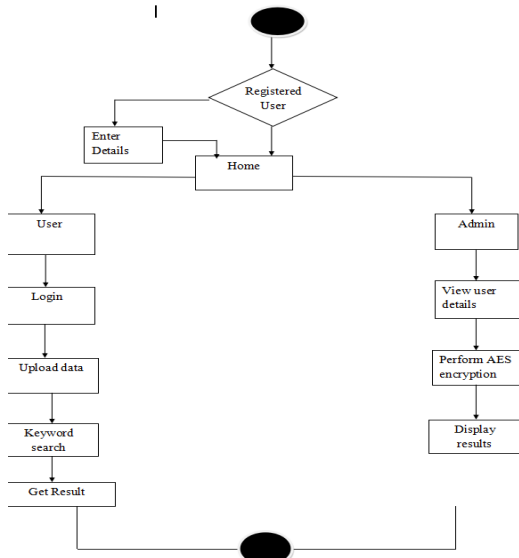 Registered
User
Enter
Details
Home
User
Login
Upload data
Keyword
search
Get Result
Admin
View user
details
Perform AES
encryption
Display
results